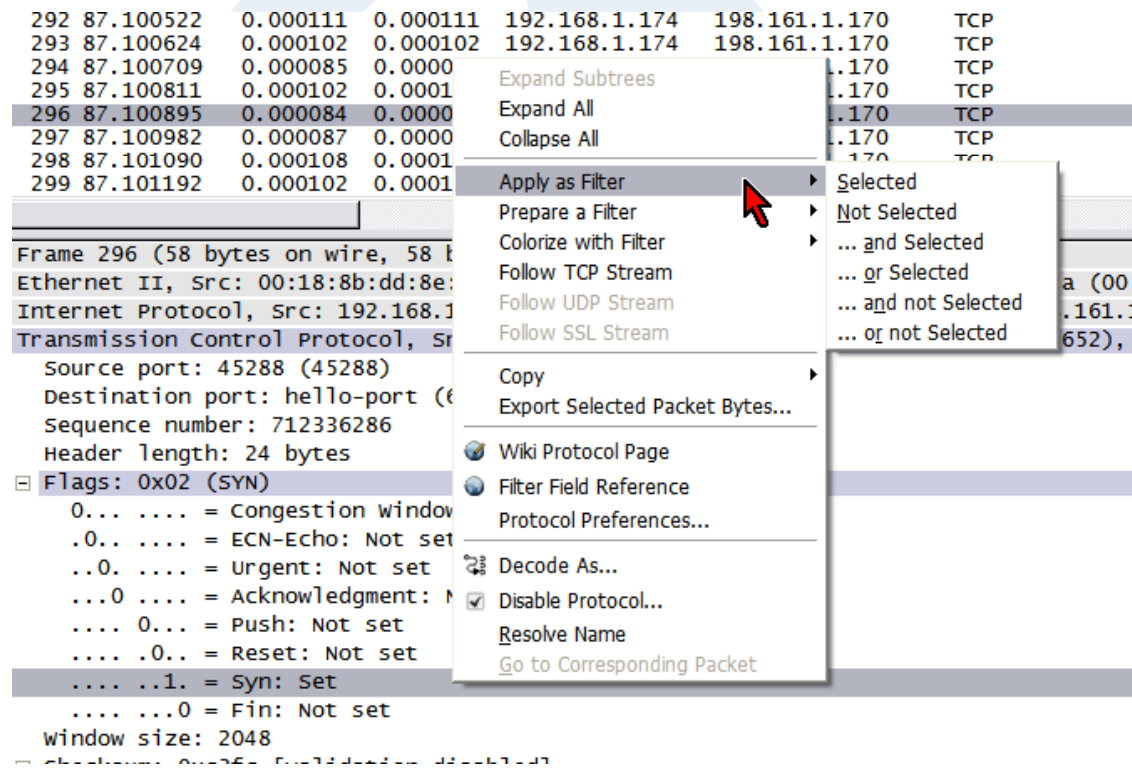 292 87.100522 0.000111 0.000111 192.168.1.174 198.161.1.170 TCP
293 87.100624 0.000102 0.000102 192.168.1.174 198.161.1.170 TCP
294 87.100709 0.000085 0.0000 1.170 TCP
295 87.100811 0.000102 0.0001 1.170 TCP
296 87.100895 0.000084 0.0000 1.170 TCP
297 87.100982 0.000087 0.0000 1.170 TCP
298 87.101090 0.000108 0.0001 1.170 TCP
299 87.101192 0.000102 0.0001
Expand Subtrees
Expand All
Collapse All
Apply as Filter
Prepare a Filter
Colorize with Filter
Follow TCP Stream
Follow UDP Stream
Follow SSL Stream
Copy
Export Selected Packet Bytes...
Wiki Protocol Page
Filter Field Reference
Protocol Preferences...
Decode As...
Disable Protocol...
Resolve Name
Go to Corresponding Packet
Selected
Not Selected
... and Selected
... or Selected
... and not Selected
... or not Selected
Frame 296 (58 bytes on wire, 58 b
Ethernet II, Src: 00:18:8b:dd:8e: a (00
Internet Protocol, Src: 192.168.1 .161.1
Transmission Control Protocol, Sr 652),
Source port: 45288 (45288)
Destination port: hello-port (6
Sequence number: 712336286
Header length: 24 bytes
Flags: 0x02 (SYN)
0... .... = Congestion Window
.0.. .... = ECN-Echo: Not set
..0. .... = Urgent: Not set
...0 .... = Acknowledgment: N
.... 0... = Push: Not set
.... .0.. = Reset: Not set
.... ..1. = Syn: Set
.... ...0 = Fin: Not set
Window size: 2048